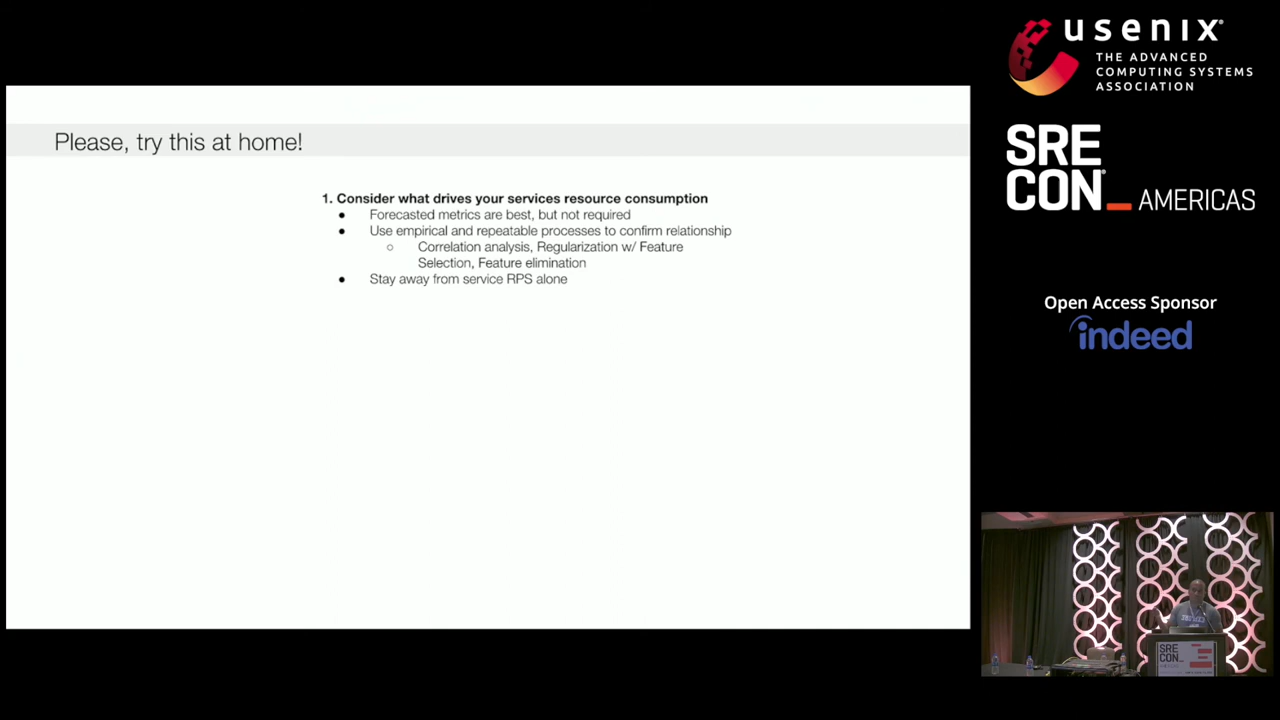 usenix
THE ADVANCED
COMPUTING SYSTEMS
ASSOCIATION
Please, try this at home!
SRE
CON AMERICAS
1. Consider what drives your services resource consumption
● Forecasted metrics are best, but not required
● Use empirical and repeatable processes to confirm relationship
○ Correlation analysis, Regularization w/ Feature
Selection, Feature elimination
● Stay away from service RPS alone
Open Access Sponsor
indeed
SRE
CON